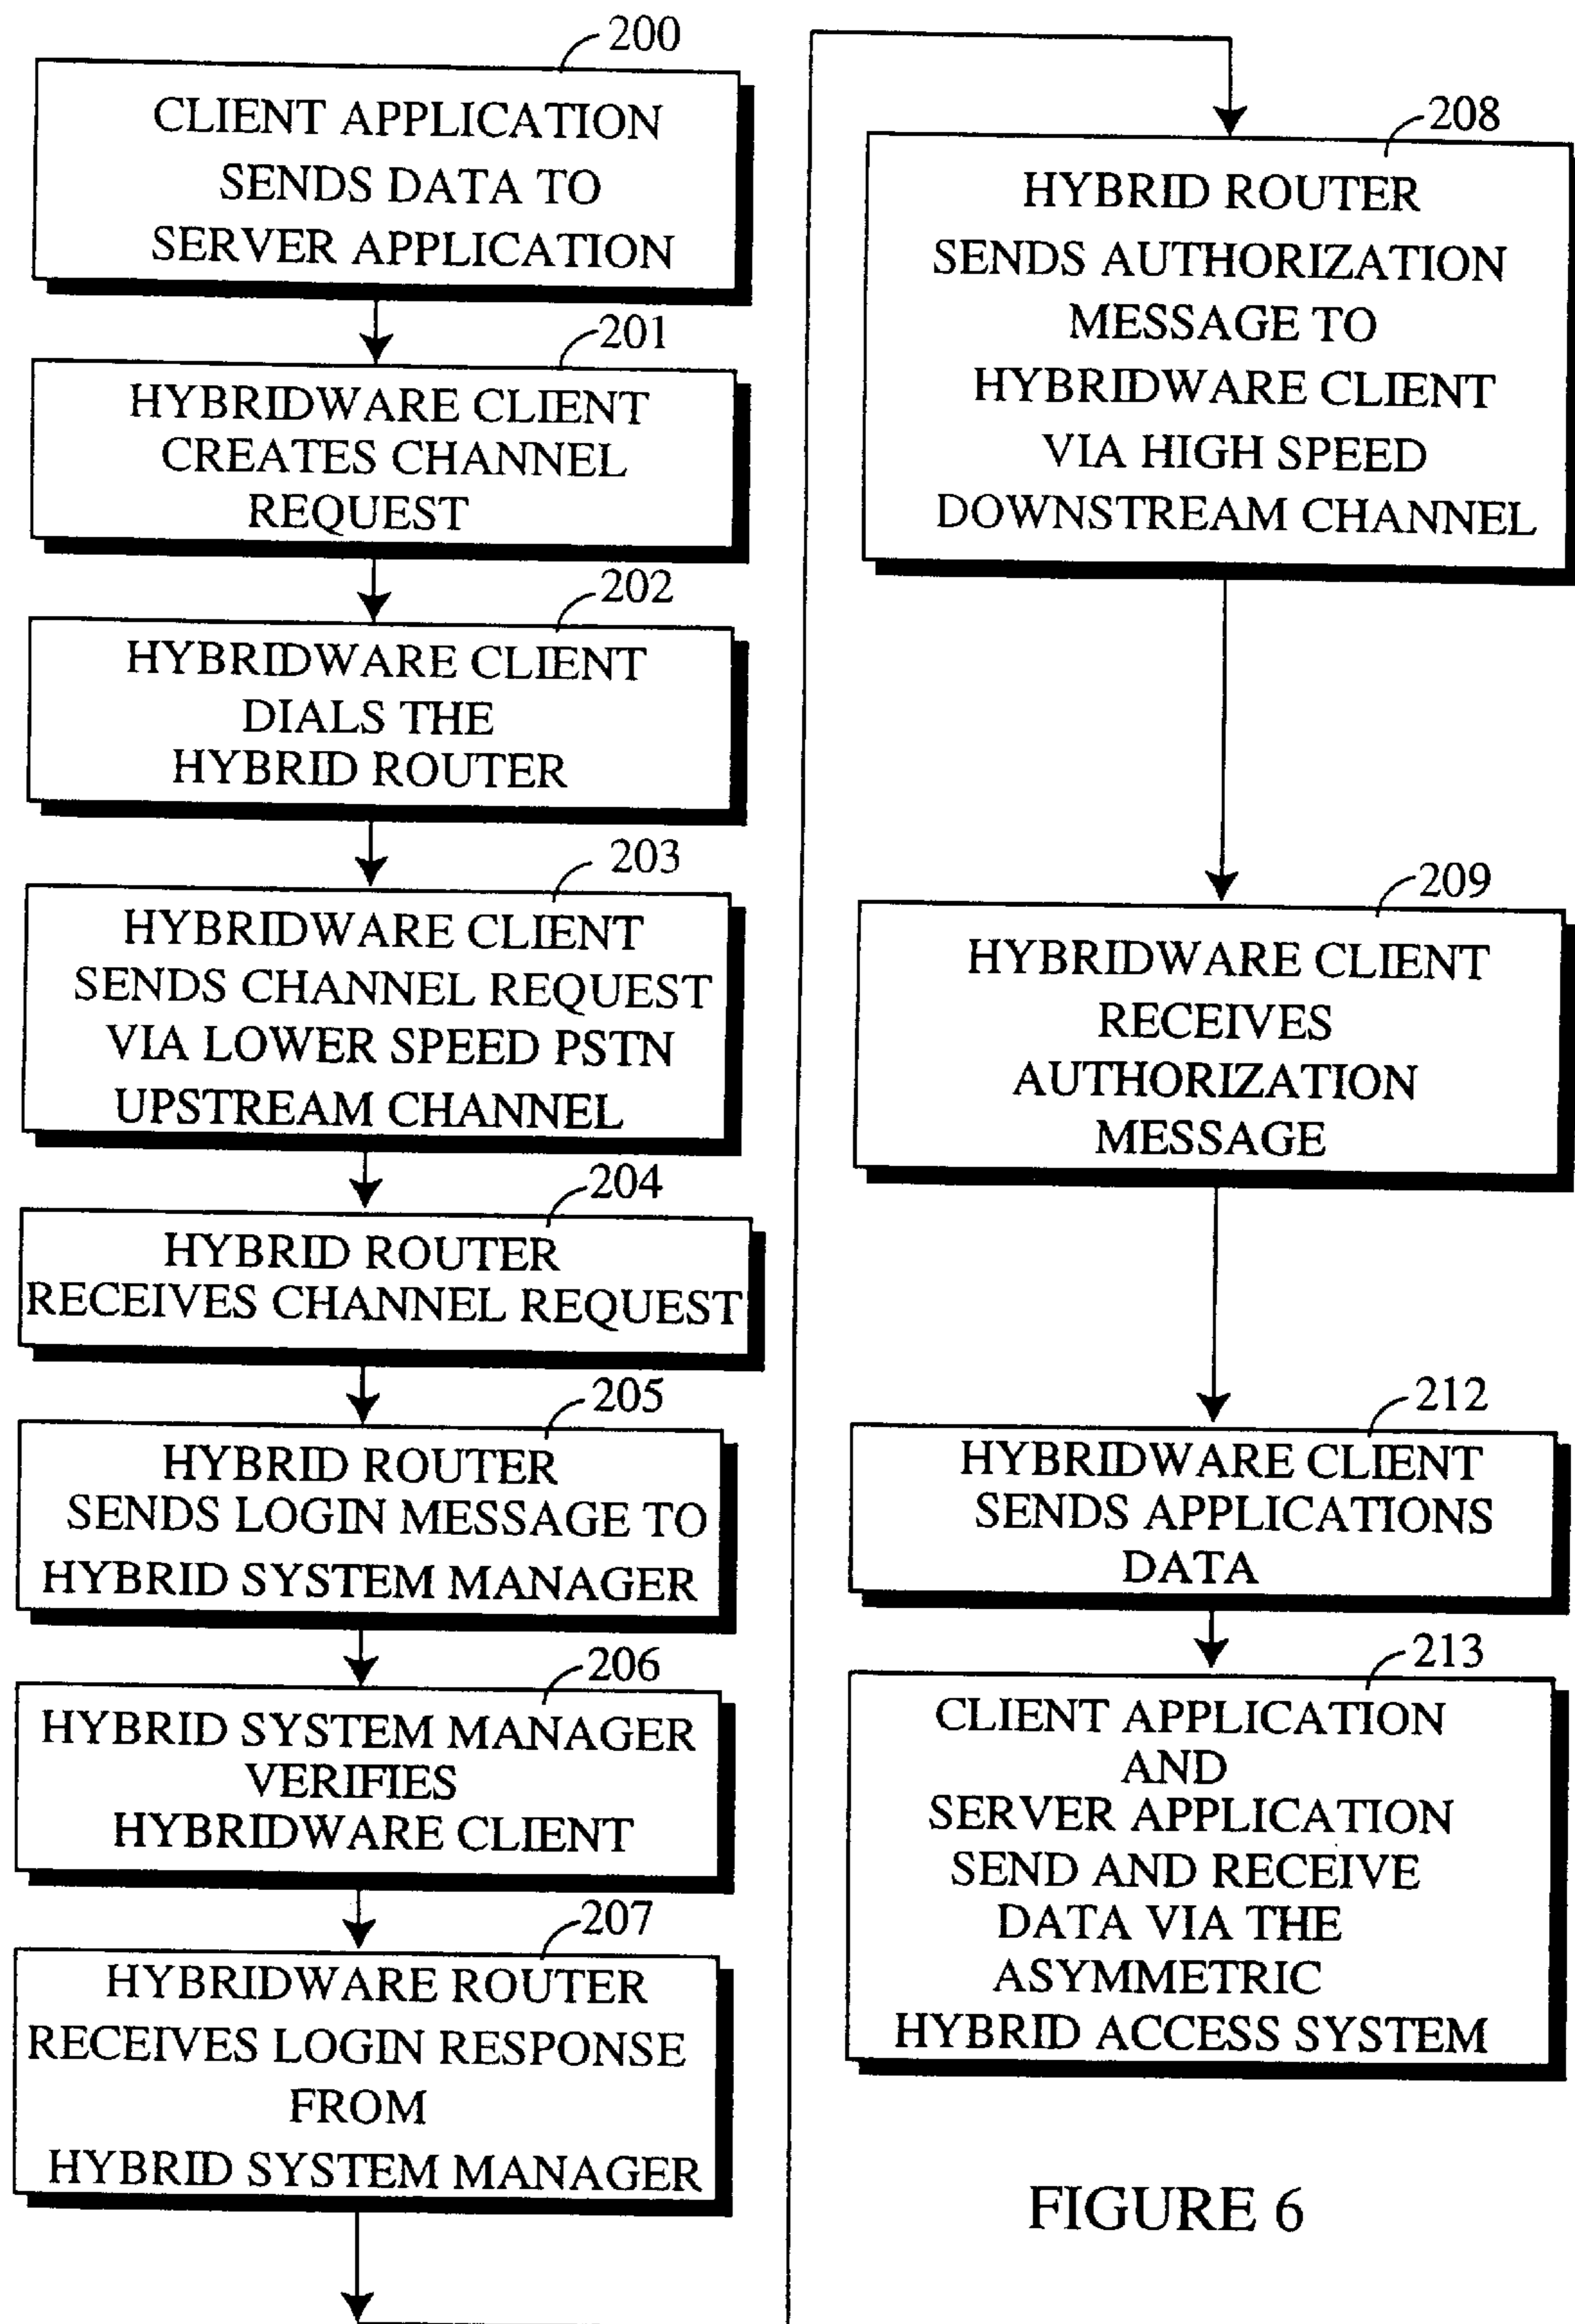 200
CLIENT APPLICATION
SENDS DATA TO
SERVER APPLICATION
201
HYBRIDWARE CLIENT
CREATES CHANNEL
REQUEST
202
HYBRIDWARE CLIENT
DIALS THE
HYBRID ROUTER
203
HYBRIDWARE CLIENT
SENDS CHANNEL REQUEST
VIA LOWER SPEED PSTN
UPSTREAM CHANNEL
204
HYBRID ROUTER
RECEIVES CHANNEL REQUEST
205
HYBRID ROUTER
SENDS LOGIN MESSAGE TO
HYBRID SYSTEM MANAGER
206
HYBRID SYSTEM MANAGER
VERIFIES
HYBRIDWARE CLIENT
207
HYBRIDWARE ROUTER
RECEIVES LOGIN RESPONSE
FROM
HYBRID SYSTEM MANAGER
208
HYBRID ROUTER
SENDS AUTHORIZATION
MESSAGE TO
HYBRIDWARE CLIENT
VIA HIGH SPEED
DOWNSTREAM CHANNEL
209
HYBRIDWARE CLIENT
RECEIVES
AUTHORIZATION
MESSAGE
212
HYBRIDWARE CLIENT
SENDS APPLICATIONS
DATA
213
CLIENT APPLICATION
AND
SERVER APPLICATION
SEND AND RECEIVE
DATA VIA THE
ASYMMETRIC
HYBRID ACCESS SYSTEM
FIGURE 6